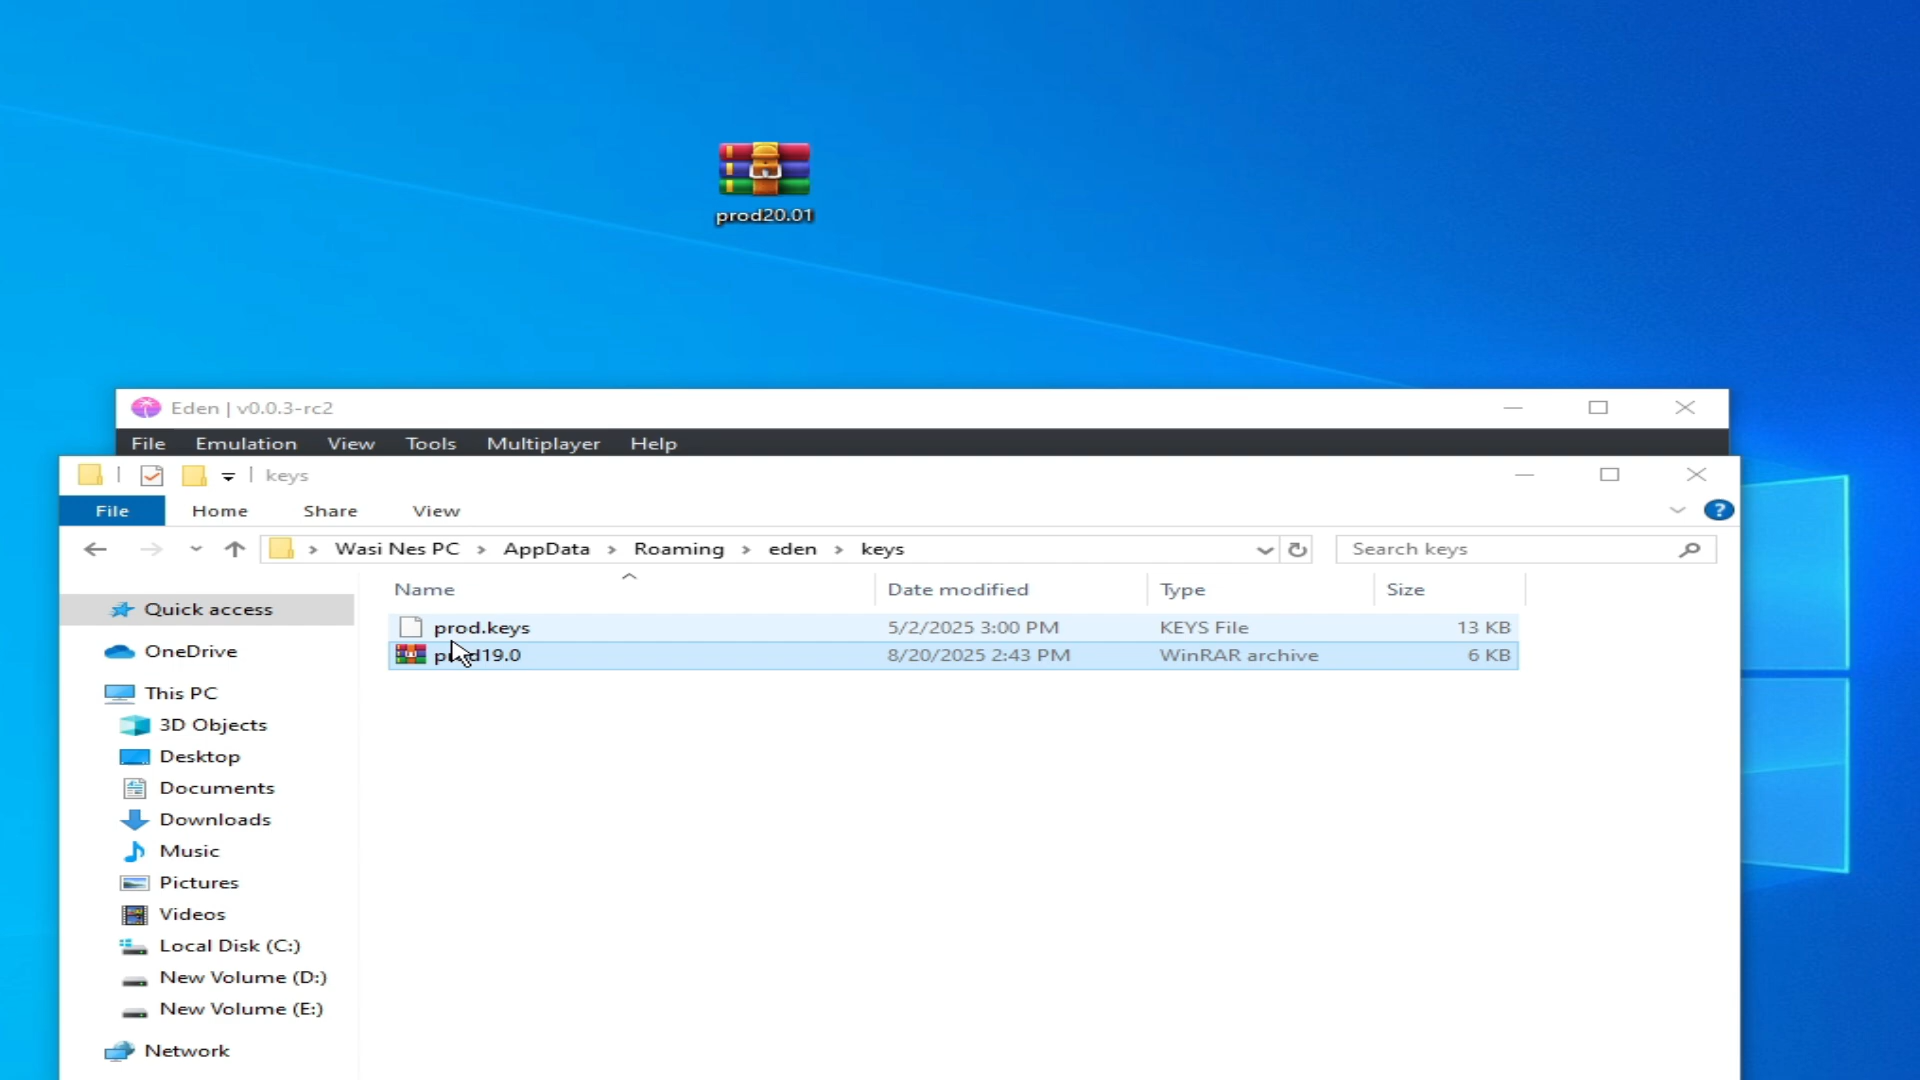 prod20.01
Eden | v0.0.3-rc2
File Emulation View Tools Multiplayer Help
keys
File Home Share View
Wasi Nes PC > AppData > Roaming > eden > keys
Search keys
Name Date modified Type Size
prod.keys 5/2/2025 3:00 PM KEYS File 13 KB
prod19.0 8/20/2025 2:43 PM WinRAR archive 6 KB
Quick access
OneDrive
This PC
3D Objects
Desktop
Documents
Downloads
Music
Pictures
Videos
Local Disk (C:)
New Volume (D:)
New Volume (E:)
Network